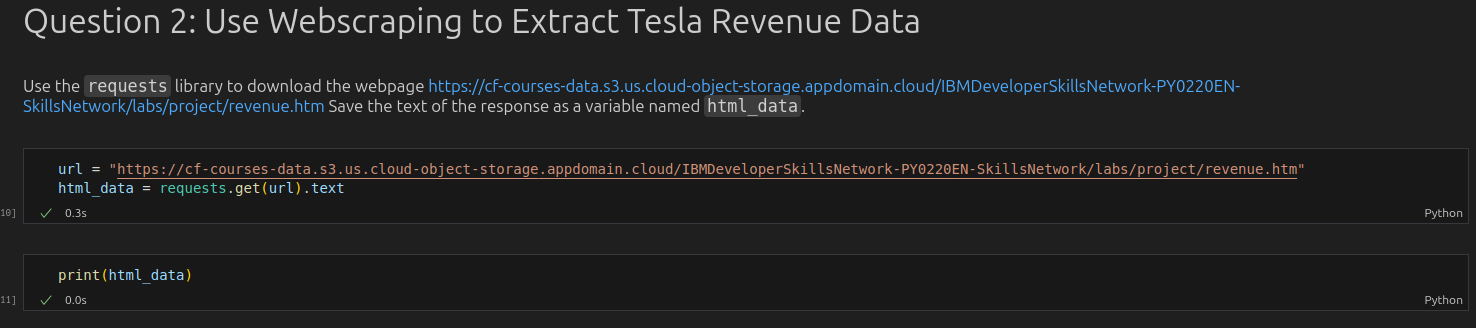 Question 2: Use Webscraping to Extract Tesla Revenue Data
Use the requests library to download the webpage https://cf-courses-data.s3.us.cloud-object-storage.appdomain.cloud/IBMDeveloperSkillsNetwork-PY0220EN-
SkillsNetwork/labs/project/revenue.htm Save the text of the response as a variable named html_data.
url = "https://cf-courses-data.s3.us.cloud-object-storage.appdomain.cloud/IBMDeveloperSkillsNetwork-PY0220EN-SkillsNetwork/labs/project/revenue.htm"
html_data = requests.get(url).text
10] ✓ 0.3s Python
print(html_data)
11] ✓ 0.0s Python